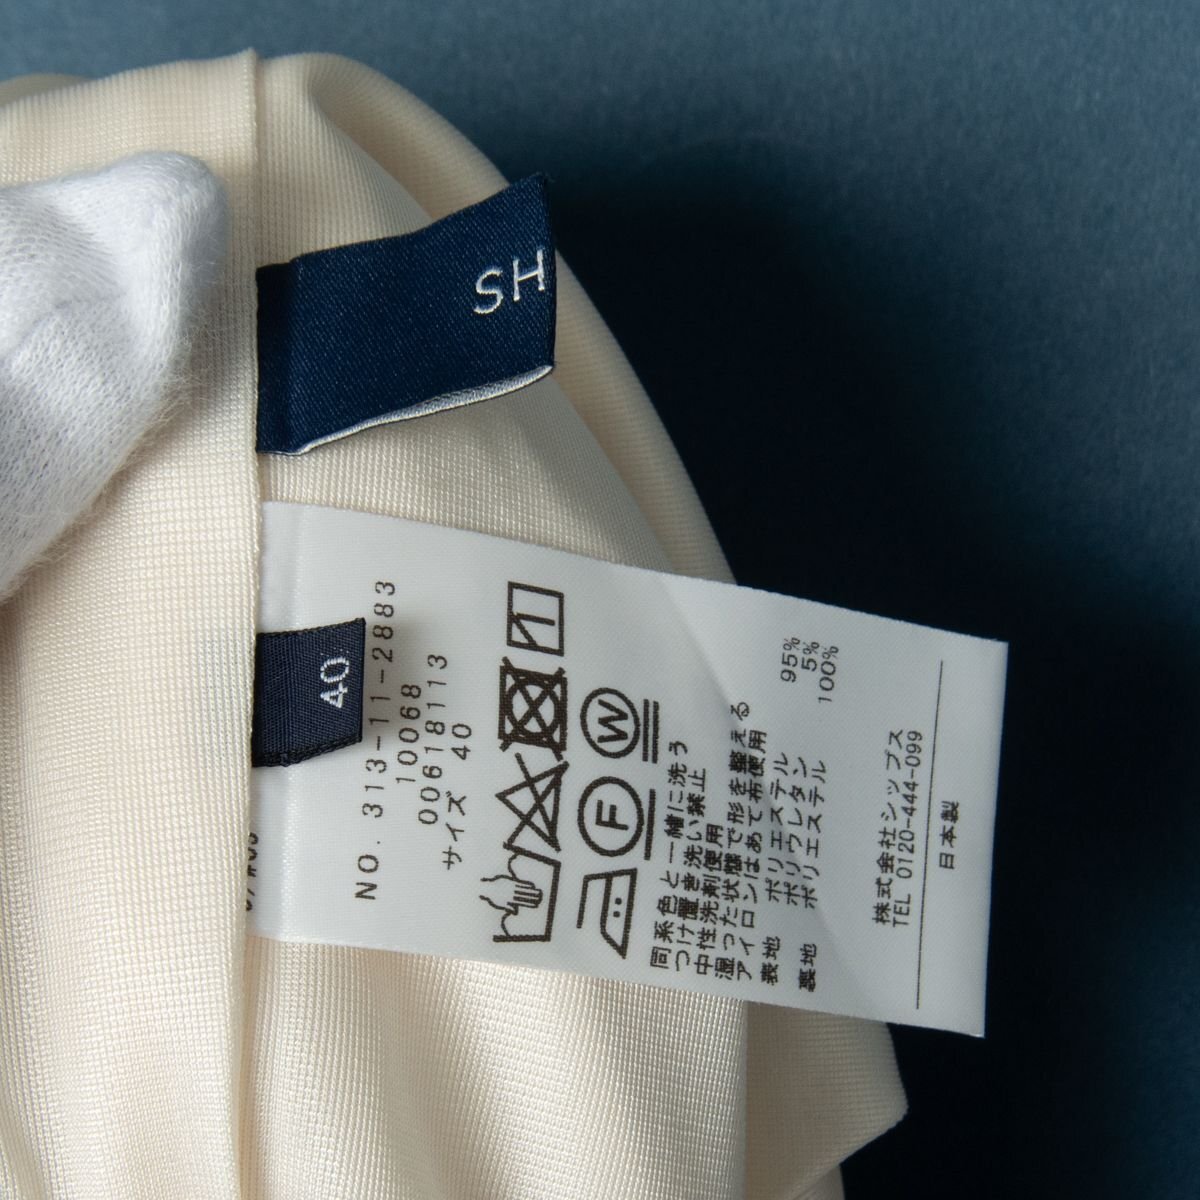 SH
40
NO. 313-11-2883
10068
00618113
サイズ 40
W
F
同系色と一緒に洗う
つけ置き洗い禁止
中性洗剤使用
湿った状態で形を整える
アイロンはあて布使用
表地 ポリエステル 95%
ポリウレタン 5%
裏地 ポリエステル 100%
株式会社シップス
TEL 0120-444-099
日本製